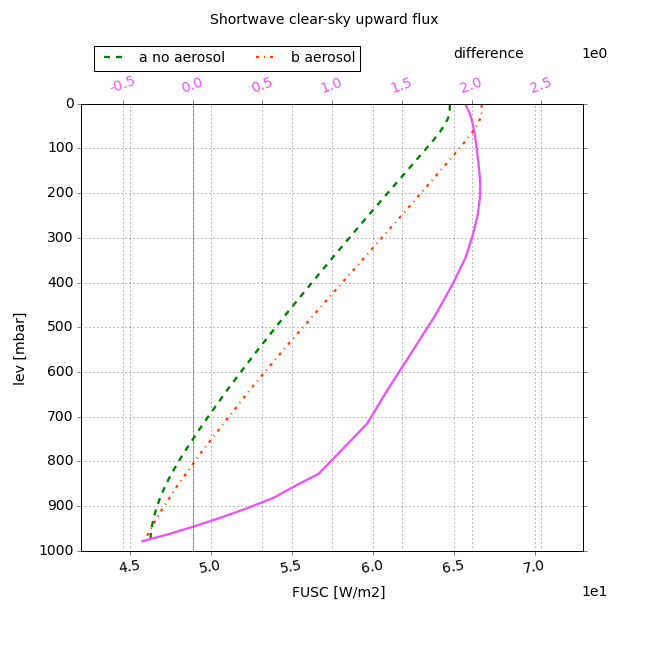 Shortwave clear-sky upward flux
a no aerosol b aerosol
difference 1e0
-0.5 0.0 0.5 1.0 1.5 2.0 2.5
0
100
200
300
400
500
600
700
800
900
1000
lev [mbar]
4.5 5.0 5.5 6.0 6.5 7.0
FUSC [W/m2] 1e1